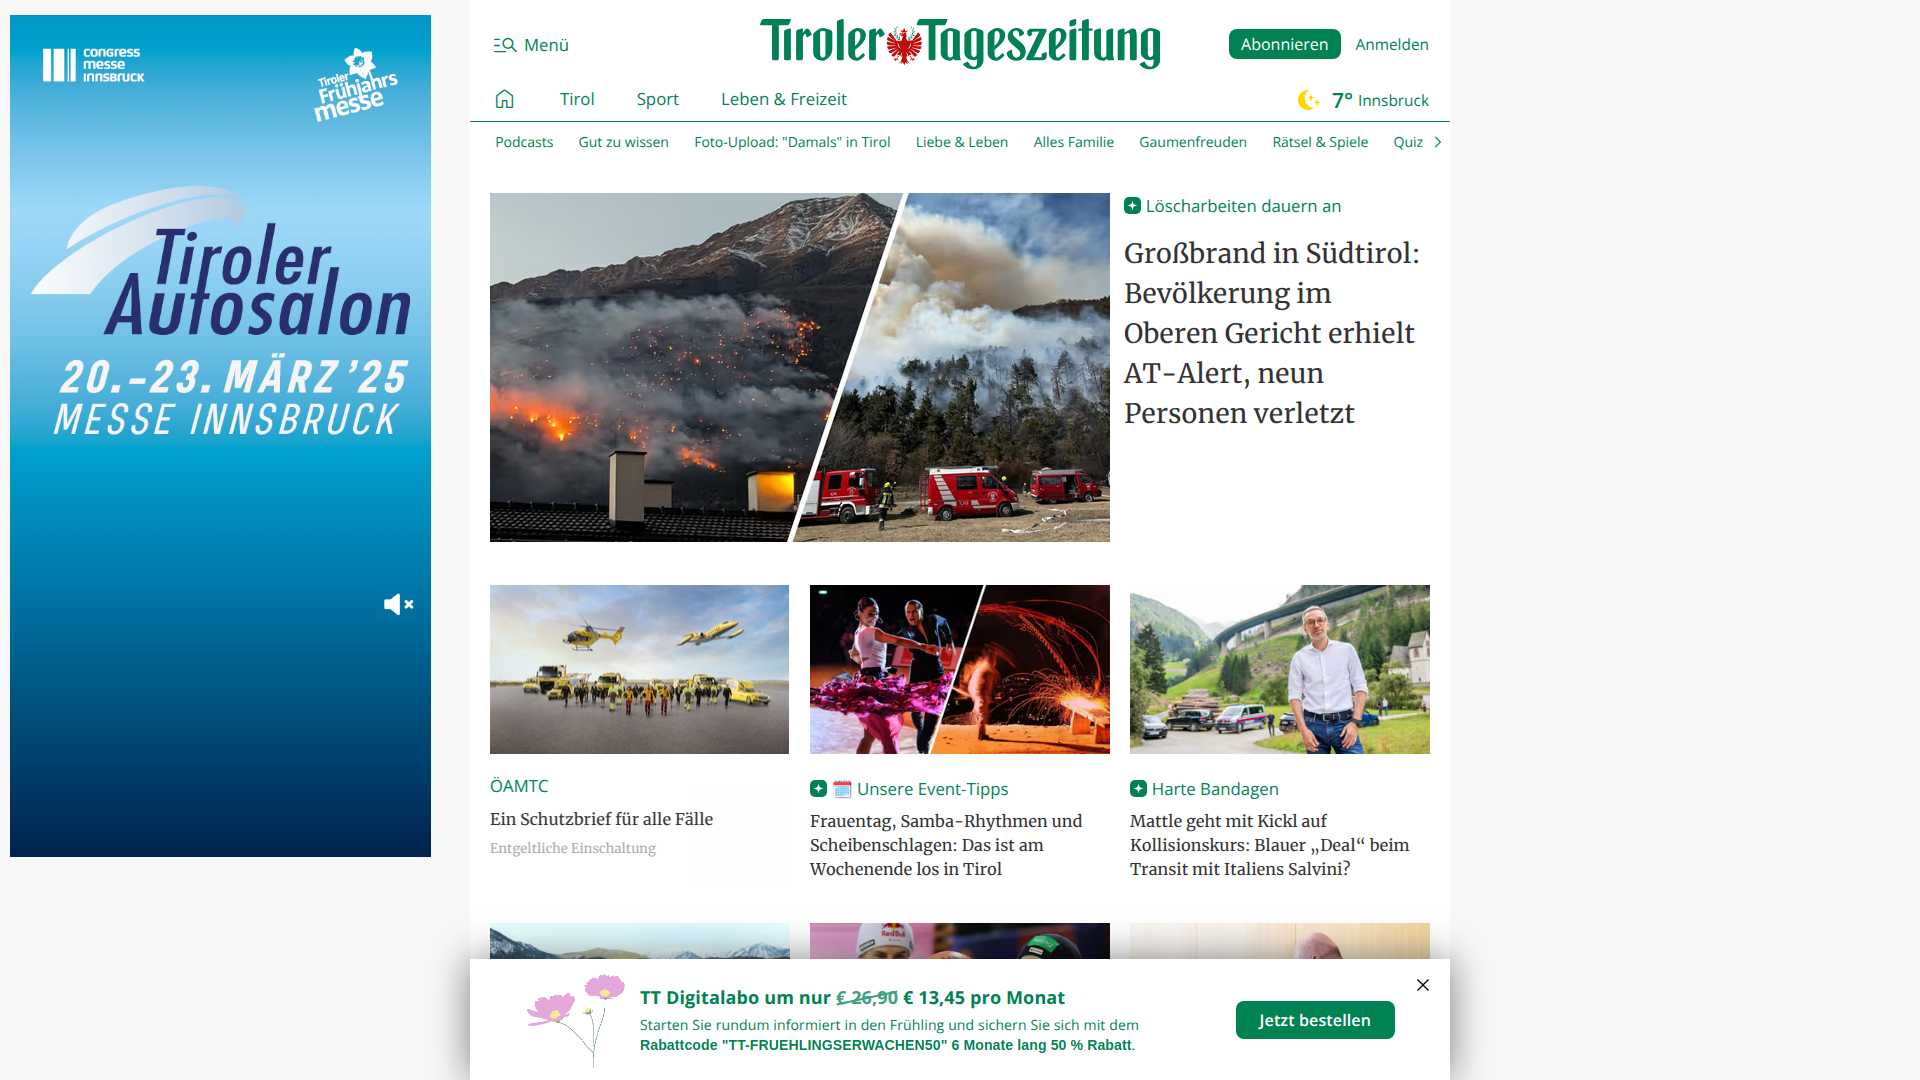 congress
messe
innsbruck
Tiroler
Frühjahrs
messe
Tiroler
Autosalon
20.–23. MÄRZ ’25
MESSE INNSBRUCK
Menü
Tiroler Tageszeitung
Abonnieren
Anmelden
Tirol
Sport
Leben & Freizeit
7° Innsbruck
Podcasts
Gut zu wissen
Foto-Upload: "Damals" in Tirol
Liebe & Leben
Alles Familie
Gaumenfreuden
Rätsel & Spiele
Quiz
Löscharbeiten dauern an
Großbrand in Südtirol:
Bevölkerung im
Oberen Gericht erhielt
AT-Alert, neun
Personen verletzt
ÖAMTC
Ein Schutzbrief für alle Fälle
Entgeltliche Einschaltung
Unsere Event-Tipps
Frauentag, Samba-Rhythmen und
Scheibenschlagen: Das ist am
Wochenende los in Tirol
Harte Bandagen
Mattle geht mit Kickl auf
Kollisionskurs: Blauer „Deal“ beim
Transit mit Italiens Salvini?
Red Bull
TT Digitalabo um nur € 26,90 € 13,45 pro Monat
Starten Sie rundum informiert in den Frühling und sichern Sie sich mit dem
Rabattcode "TT-FRUEHLINGSERWACHEN50" 6 Monate lang 50 % Rabatt.
Jetzt bestellen